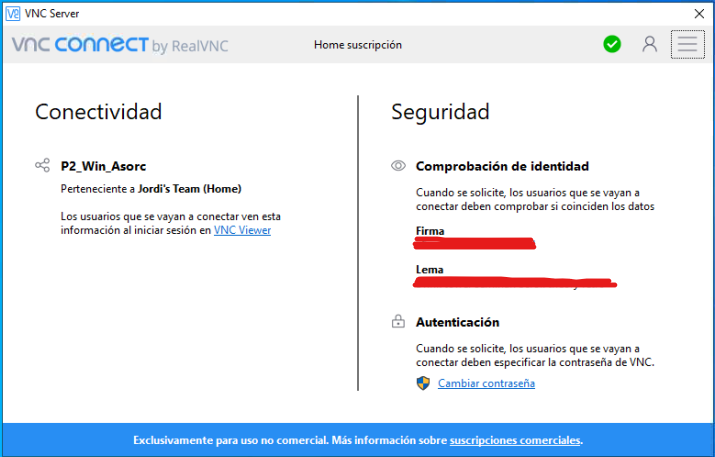 VNC Server
VNC CONNECT by RealVNC
Home suscripción
Conectividad
P2_Win_Asorc
Perteneciente a Jordi's Team (Home)
Los usuarios que se vayan a conectar ven esta
información al iniciar sesión en VNC Viewer
Seguridad
Comprobación de identidad
Cuando se solicite, los usuarios que se vayan a
conectar deben comprobar si coinciden los datos
Firma
Lema
Autenticación
Cuando se solicite, los usuarios que se vayan a
conectar deben especificar la contraseña de VNC.
Cambiar contraseña
Exclusivamente para uso no comercial. Más información sobre suscripciones comerciales.